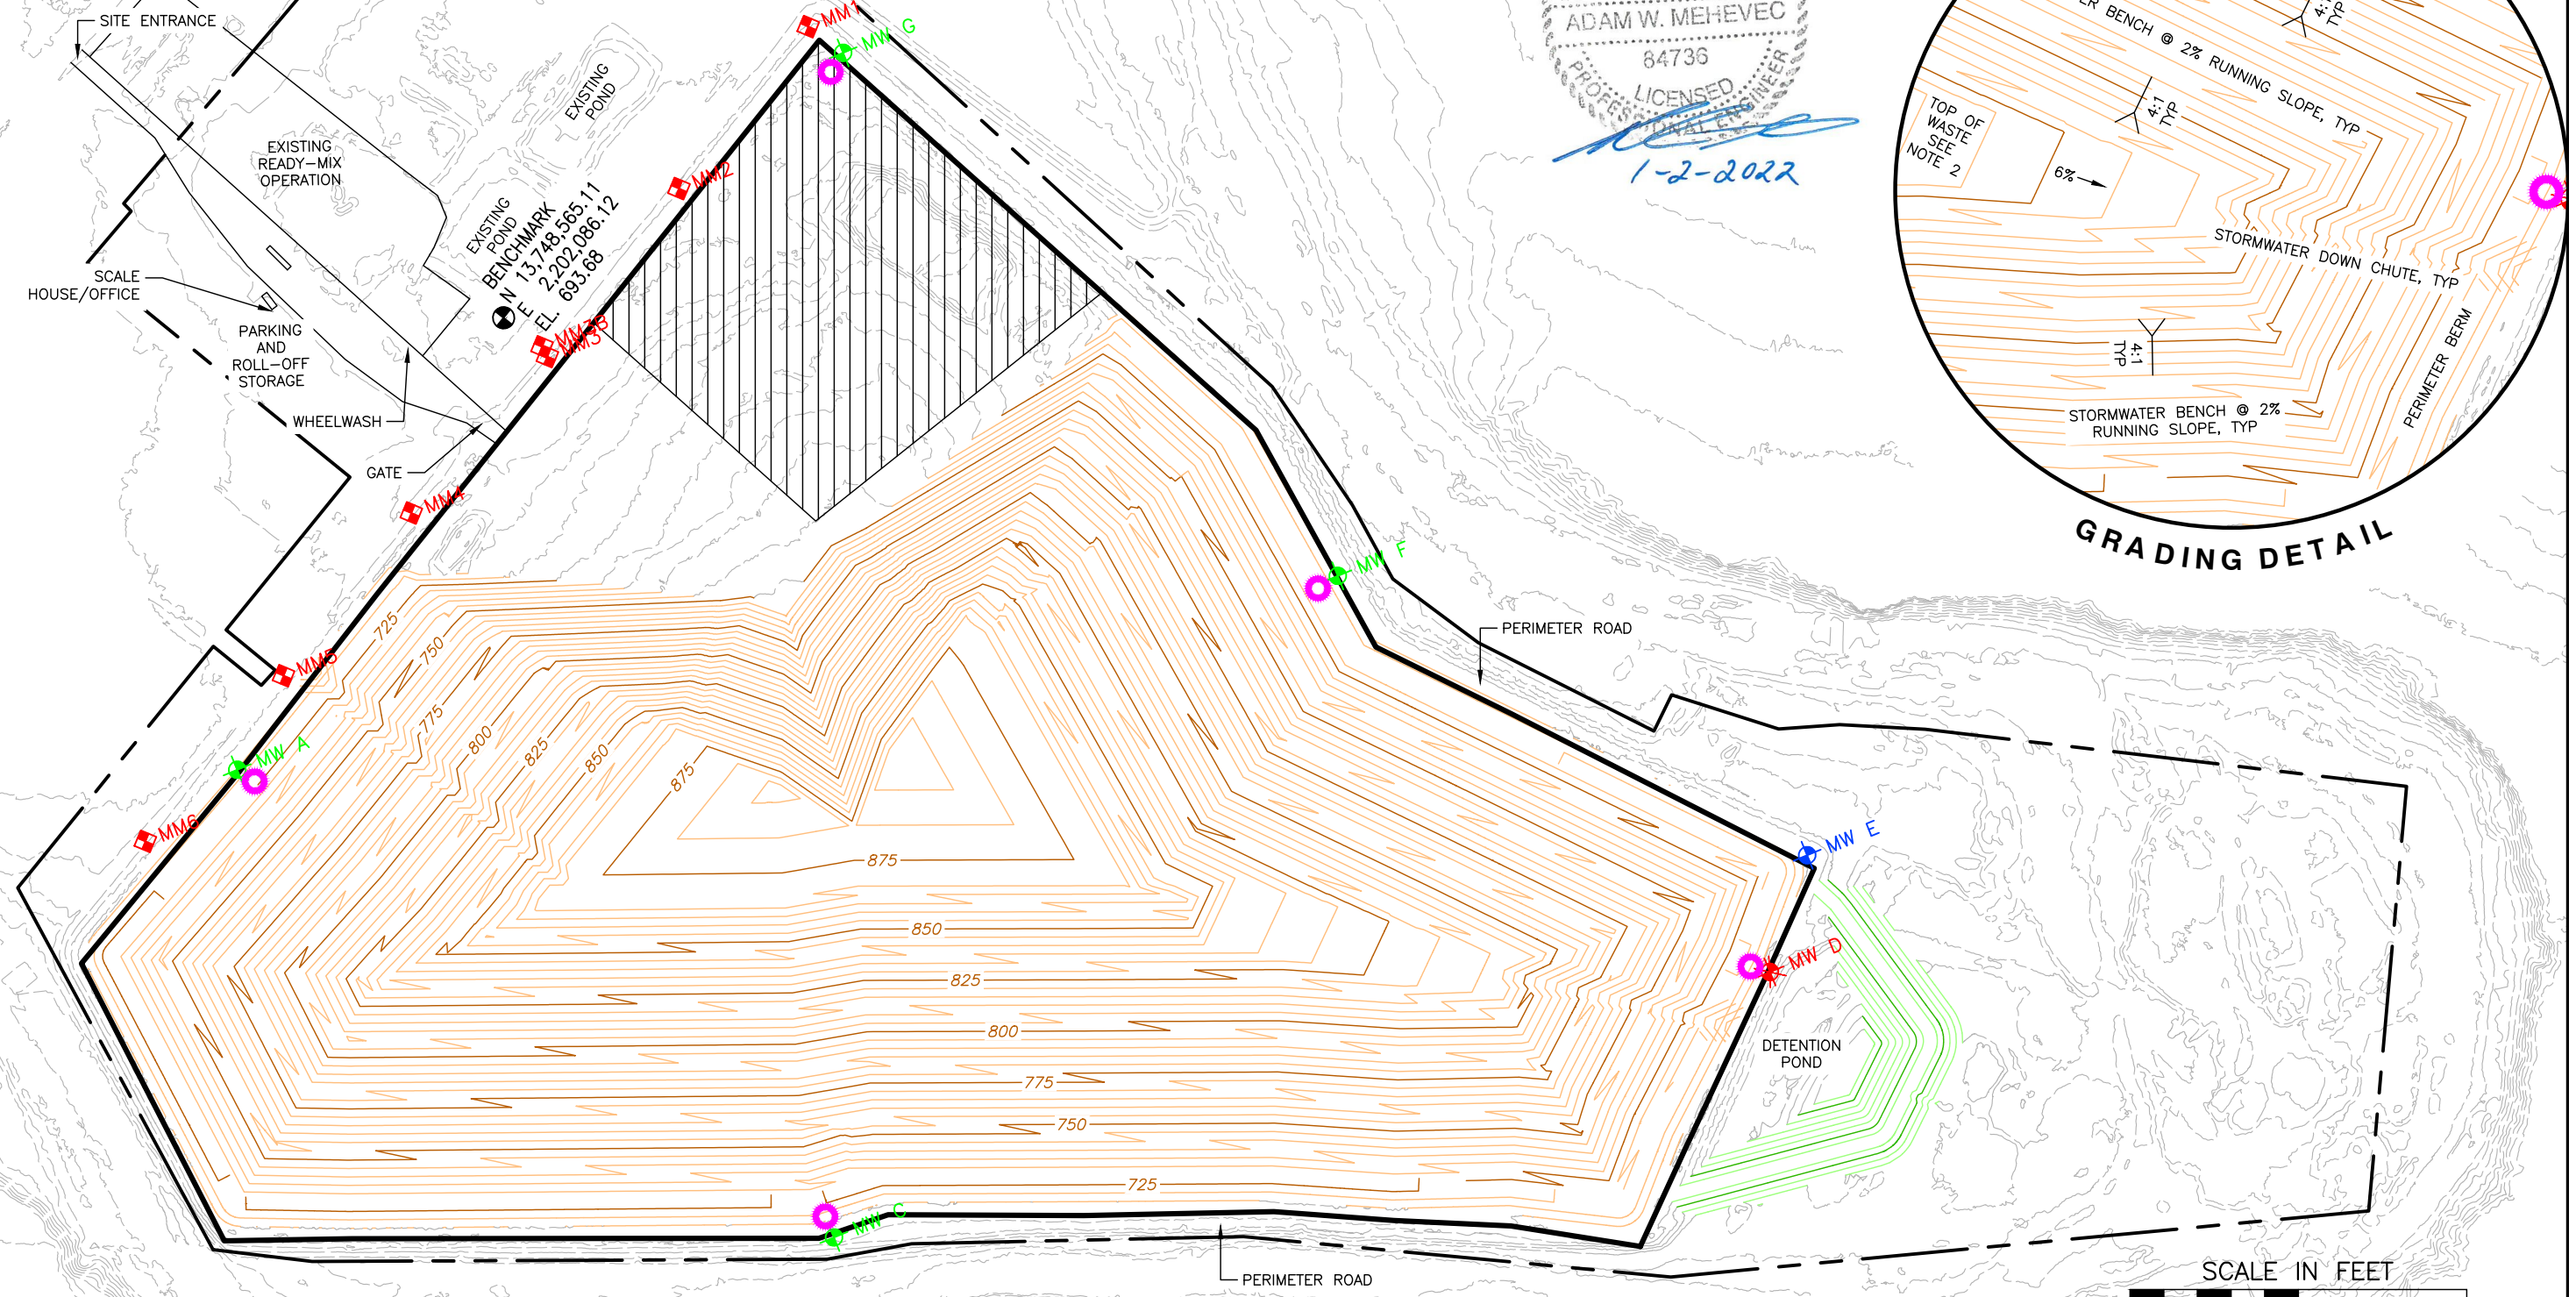 SITE ENTRANCE
MM1
MW G
EXISTING
POND
EXISTING
READY-MIX
OPERATION
MM2
EXISTING
POND
BENCHMARK
N 13,748,565.11
E 2,202,086.12
EL. 693.68
SCALE
HOUSE/OFFICE
PARKING
AND
ROLL-OFF
STORAGE
MM3B
MM3
WHEELWASH
GATE
MM4
MM5
MW A
MM6
MW F
PERIMETER ROAD
MW E
MW D
DETENTION
POND
MW C
PERIMETER ROAD
725
750
775
800
825
850
875
875
850
825
800
775
750
725
ADAM W. MEHEVEC
84736
LICENSED
PROFESSIONAL ENGINEER
1-2-2022
ER BENCH @ 2% RUNNING SLOPE, TYP
4:1
TYP
4:1
TYP
TOP OF
WASTE
SEE
NOTE 2
6%
STORMWATER DOWN CHUTE, TYP
4:1
TYP
PERIMETER BERM
STORMWATER BENCH @ 2%
RUNNING SLOPE, TYP
GRADING DETAIL
SCALE IN FEET